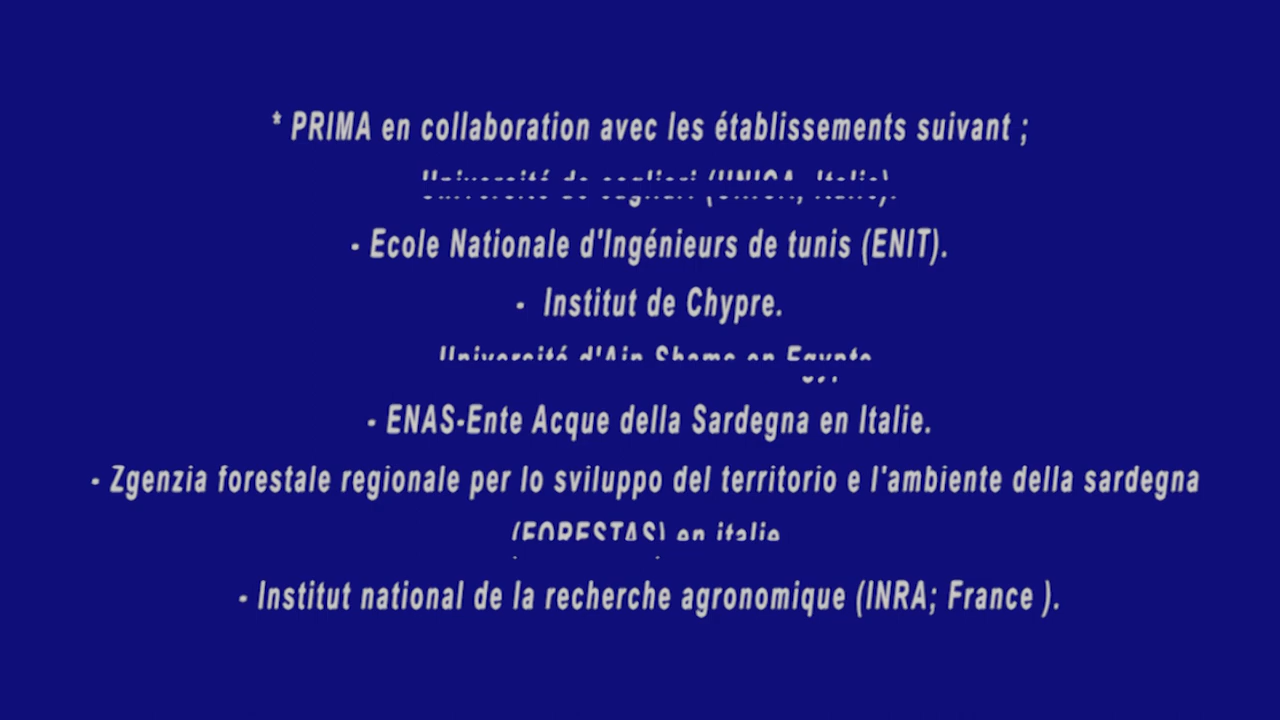 * PRIMA en collaboration avec les établissements suivant ;
Université de cagliari (UNICA, Italie).
- Ecole Nationale d'Ingénieurs de tunis (ENIT).
- Institut de Chypre.
Université d'Ain Shams en Egypte
- ENAS-Ente Acque della Sardegna en Italie.
- Zgenzia forestale regionale per lo sviluppo del territorio e l'ambiente della sardegna
(FORESTAS) en italie
- Institut national de la recherche agronomique (INRA; France ).